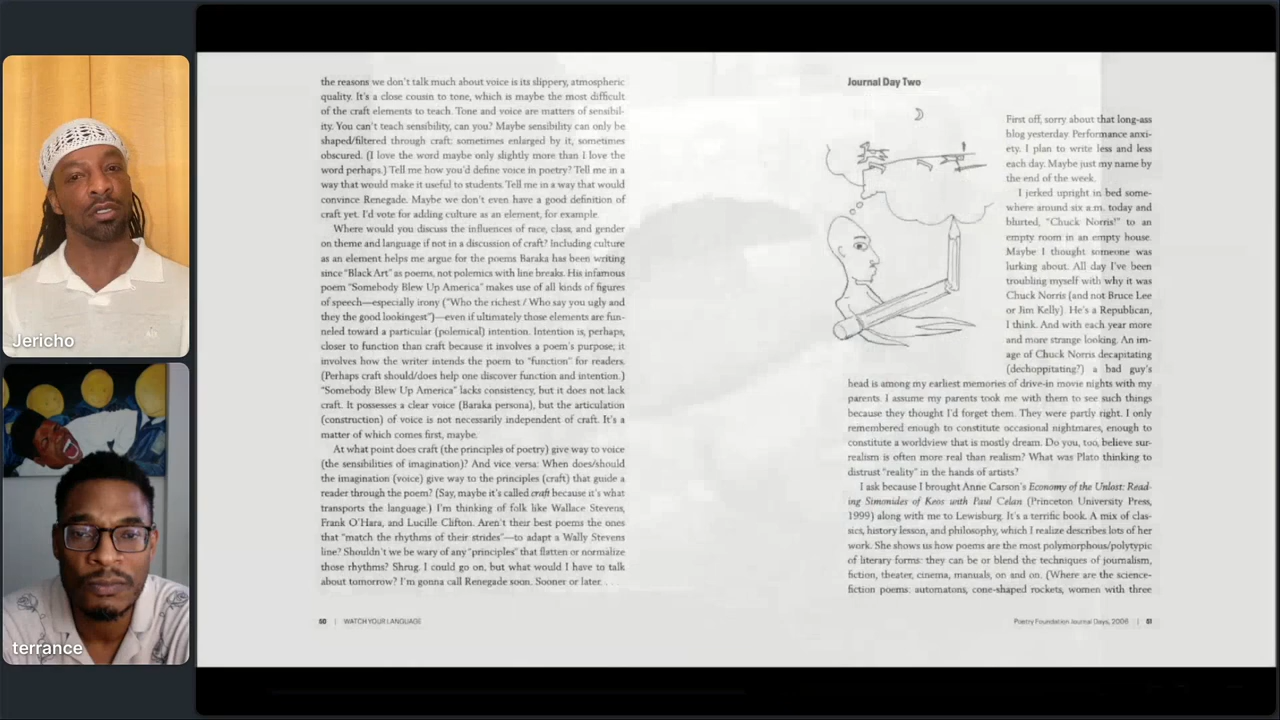 Jericho
terrance
the reasons we don't talk much about voice is its slippery, atmospheric
quality. It's a close cousin to tone, which is maybe the most difficult
of the craft elements to teach. Tone and voice are matters of sensibil-
ity. You can't teach sensibility, can you? Maybe sensibility can only be
shaped/filtered through craft: sometimes enlarged by it, sometimes
obscured. (I love the word maybe only slightly more than I love the
word perhaps.) Tell me how you'd define voice in poetry? Tell me in a
way that would make it useful to students. Tell me in a way that would
convince Renegade. Maybe we don't even have a good definition of
craft yet. I'd vote for adding culture as an element, for example.
Where would you discuss the influences of race, class, and gender
on theme and language if not in a discussion of craft? Including culture
as an element helps me argue for the poems Baraka has been writing
since "Black Art" as poems, not polemics with line breaks. His infamous
poem "Somebody Blew Up America" makes use of all kinds of figures
of speech—especially irony ("Who the richest / Who say you ugly and
they the goodlookingest")—even if ultimately those elements are fun-
neled toward a particular (polemical) intention. Intention is, perhaps,
closer to function than craft because it involves a poem's purpose; it
involves how the writer intends the poem to "function" for readers.
(Perhaps craft should/does help one discover function and intention.)
"Somebody Blew Up America" lacks consistency, but it does not lack
craft. It possesses a clear voice (Baraka persona), but the articulation
(construction) of voice is not necessarily independent of craft. It's a
matter of which comes first, maybe.
At what point does craft (the principles of poetry) give way to voice
(the sensibilities of imagination)? And vice versa: When does/should
the imagination (voice) give way to the principles (craft) that guide a
reader through the poem? (Say, maybe it's called craft because it's what
transports the language.) I'm thinking of folk like Wallace Stevens,
Frank O'Hara, and Lucille Clifton. Aren't their best poems the ones
that "match the rhythms of their strides"—to adapt a Wally Stevens
line? Shouldn't we be wary of any "principles" that flatten or normalize
those rhythms? Shrug. I could go on, but what would I have to talk
about tomorrow? I'm gonna call Renegade soon. Sooner or later. . . .
50 | WATCH YOUR LANGUAGE
Journal Day Two
First off, sorry about that long-ass
blog yesterday. Performance anxi-
ety. I plan to write less and less
each day. Maybe just my name by
the end of the week.
I jerked upright in bed some-
where around six a.m. today and
blurted, "Chuck Norris!" to an
empty room in an empty house.
Maybe I thought someone was
lurking about. All day I've been
troubling myself with why it was
Chuck Norris (and not Bruce Lee
or Jim Kelly). He's a Republican,
I think. And with each year more
and more strange looking. An im-
age of Chuck Norris decapitating
(dechoppitating?) a bad guy's
head is among my earliest memories of drive-in movie nights with my
parents. I assume my parents took me with them to see such things
because they thought I'd forget them. They were partly right. I only
remembered enough to constitute occasional nightmares, enough to
constitute a worldview that is mostly dream. Do you, too, believe sur-
realism is often more real than realism? What was Plato thinking to
distrust "reality" in the hands of artists?
I ask because I brought Anne Carson's Economy of the Unlost: Read-
ing Simonides of Keos with Paul Celan (Princeton University Press,
1999) along with me to Lewisburg. It's a terrific book. A mix of clas-
sics, history lesson, and philosophy, which I realize describes lots of her
work. She shows us how poems are the most polymorphous/polytypic
of literary forms: they can be or blend the techniques of journalism,
fiction, theater, cinema, manuals, on and on. (Where are the science-
fiction poems: automatons, cone-shaped rockets, women with three
Poetry Foundation Journal Days, 2006 | 51